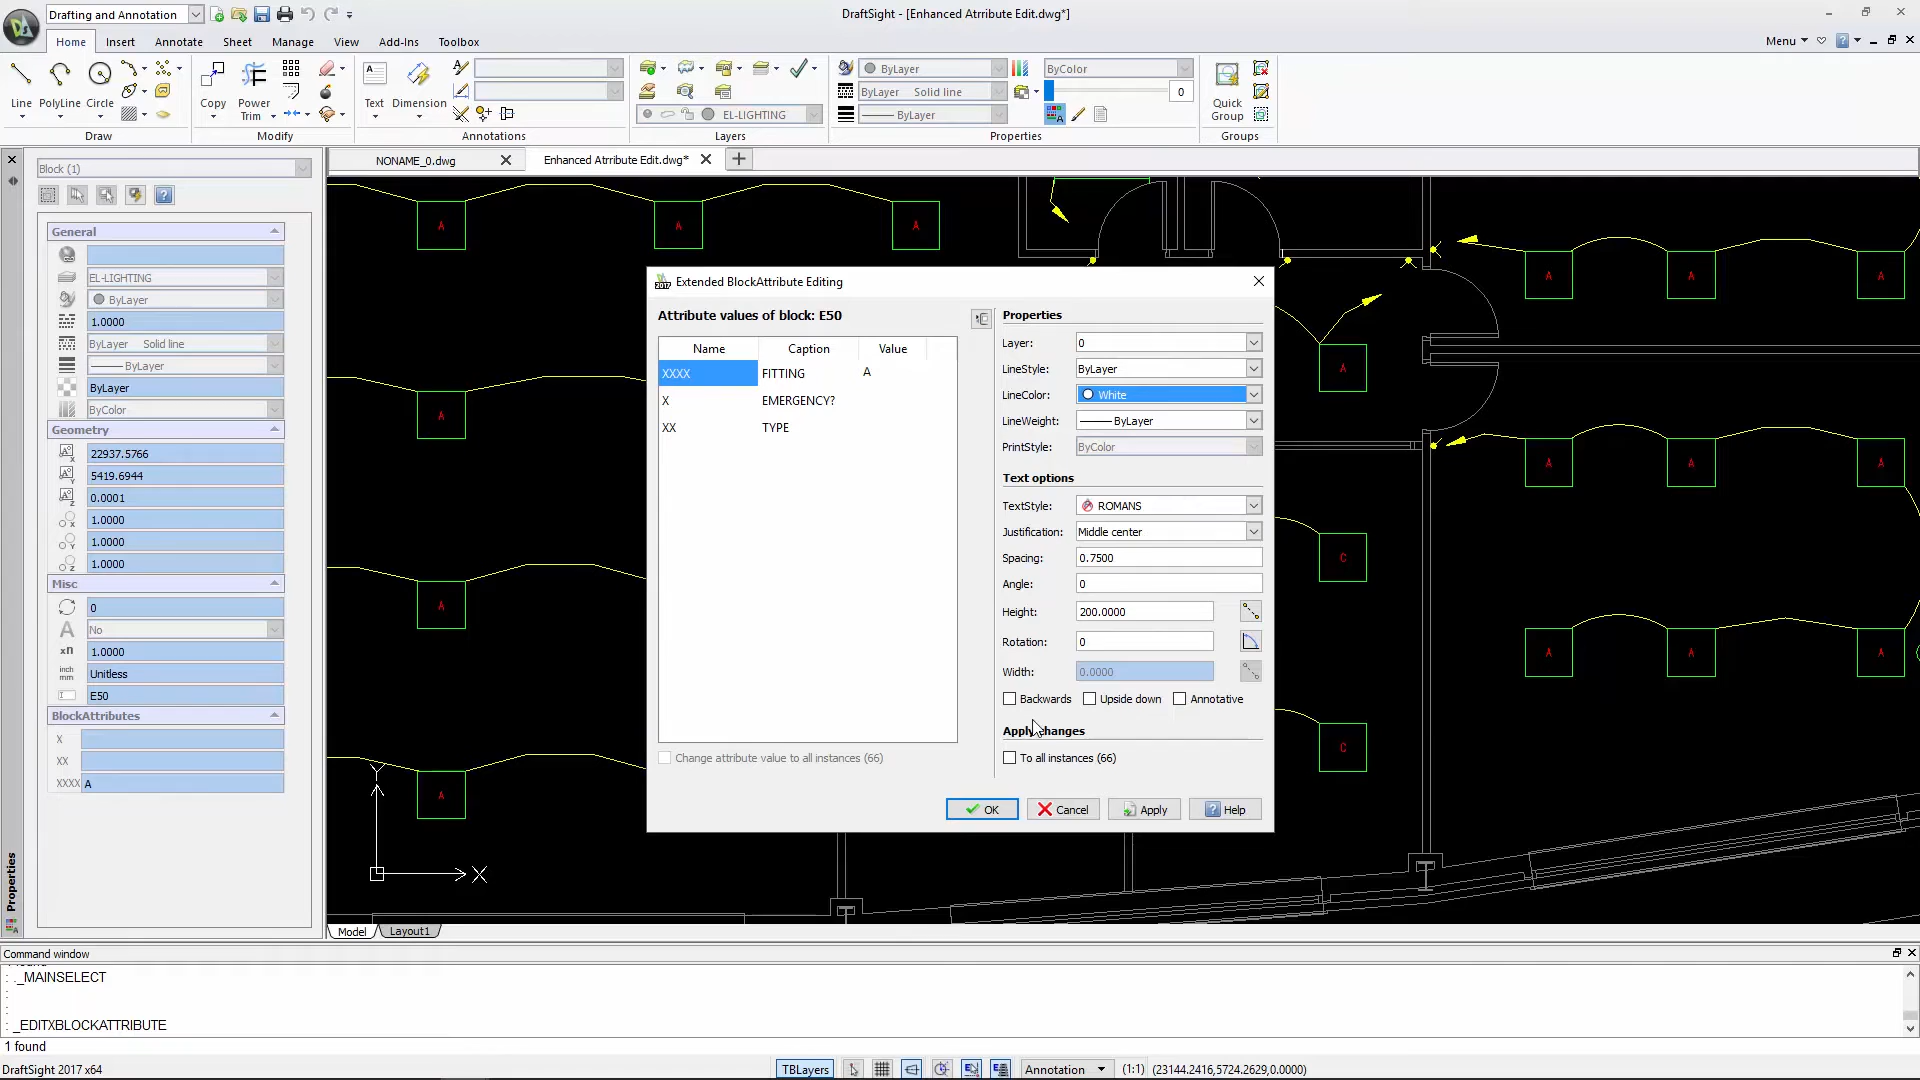 Drafting and Annotation
DraftSight - [Enhanced Atrribute Edit.dwg*]
Home Insert Annotate Sheet Manage View Add-Ins Toolbox
Menu
Line PolyLine Circle
Copy Power Trim
Text Dimension
EL-LIGHTING
ByLayer
ByLayer Solid line
ByLayer
ByColor
0
Quick Group
Draw Modify Annotations Layers Properties Groups
Block (1)
NONAME_0.dwg
Enhanced Atrribute Edit.dwg*
General
EL-LIGHTING
ByLayer
1.0000
ByLayer Solid line
ByLayer
ByLayer
ByColor
Geometry
22937.5766
5419.6944
0.0001
1.0000
1.0000
1.0000
Misc
0
No
xn 1.0000
inch mm Unitless
E50
BlockAttributes
X
XX
XXXX A
Properties
A A A
A
A
A
A A A
A
A A A
C
A A A
C
Y
X
Extended BlockAttribute Editing
Attribute values of block: E50
Name Caption Value
XXXX FITTING A
X EMERGENCY?
XX TYPE
Change attribute value to all instances (66)
Properties
Layer: 0
LineStyle: ByLayer
LineColor: White
LineWeight: ByLayer
PrintStyle: ByColor
Text options
TextStyle: ROMANS
Justification: Middle center
Spacing: 0.7500
Angle: 0
Height: 200.0000
Rotation: 0
Width: 0.0000
Backwards Upside down Annotative
Apply changes
To all instances (66)
OK Cancel Apply Help
Model Layout1
Command window
: ._MAINSELECT
:
:
: _EDITXBLOCKATTRIBUTE
1 found
DraftSight 2017 x64
TBLayers
Annotation
(1:1) (23144.2416,5724.2629,0.0000)